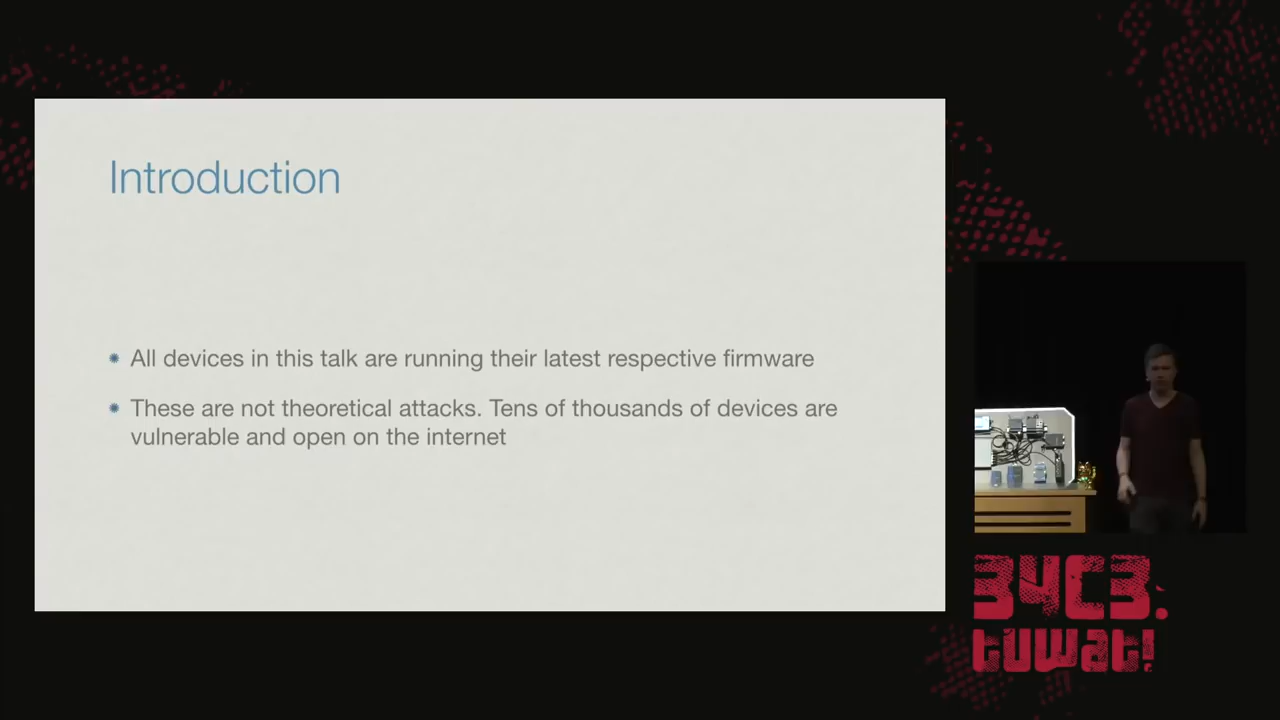 Introduction
All devices in this talk are running their latest respective firmware
These are not theoretical attacks. Tens of thousands of devices are
vulnerable and open on the internet
34C3.
tuwat!